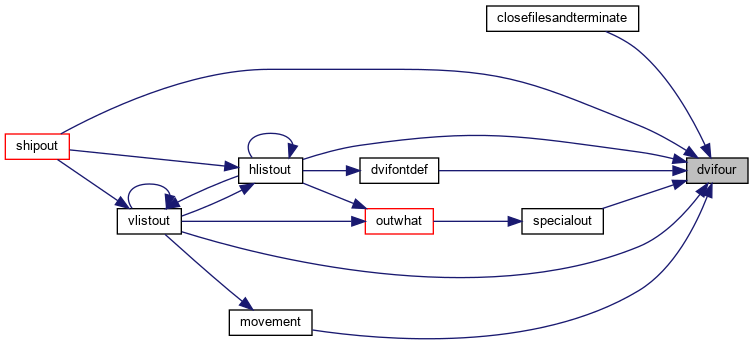 closefilesandterminate
shipout
hlistout
dvifontdef
dvifour
vlistout
outwhat
specialout
movement